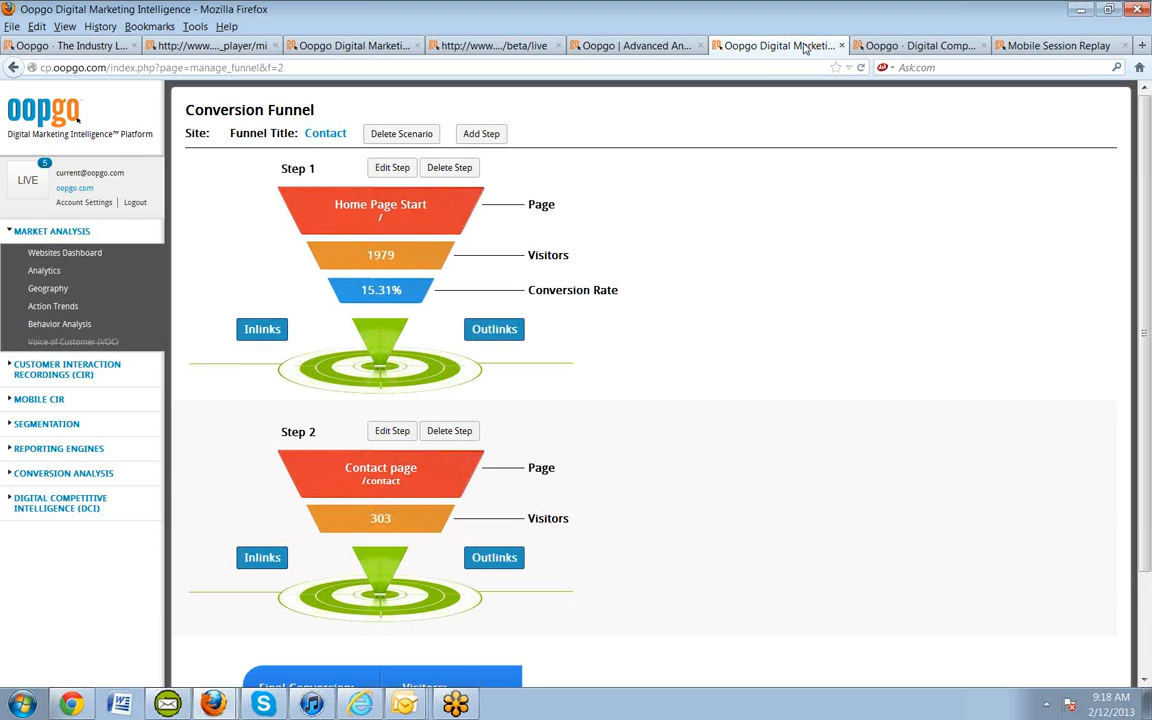 Oopgo Digital Marketing Intelligence - Mozilla Firefox
File Edit View History Bookmarks Tools Help
Oopgo - The Industry L... http://www...._player/mi Oopgo Digital Marketi... http://www..../beta/live Oopgo | Advanced An... Oopgo Digital Marketi... Oopgo - Digital Comp... Mobile Session Replay
cp.oopgo.com/index.php?page=manage_funnel&f=2
Ask.com
oopgo
Digital Marketing Intelligence™ Platform
LIVE
5
current@oopgo.com
oopgo.com
Account Settings | Logout
MARKET ANALYSIS
Websites Dashboard
Analytics
Geography
Action Trends
Behavior Analysis
Voice of Customer (VOC)
CUSTOMER INTERACTION
RECORDINGS (CIR)
MOBILE CIR
SEGMENTATION
REPORTING ENGINES
CONVERSION ANALYSIS
DIGITAL COMPETITIVE
INTELLIGENCE (DCI)
Conversion Funnel
Site: Funnel Title: Contact Delete Scenario Add Step
Step 1 Edit Step Delete Step
Home Page Start
/
Page
1979 Visitors
15.31% Conversion Rate
Inlinks Outlinks
Step 2 Edit Step Delete Step
Contact page
/contact
Page
303 Visitors
Inlinks Outlinks
Final Conversion: Visitors:
9:18 AM
2/12/2013